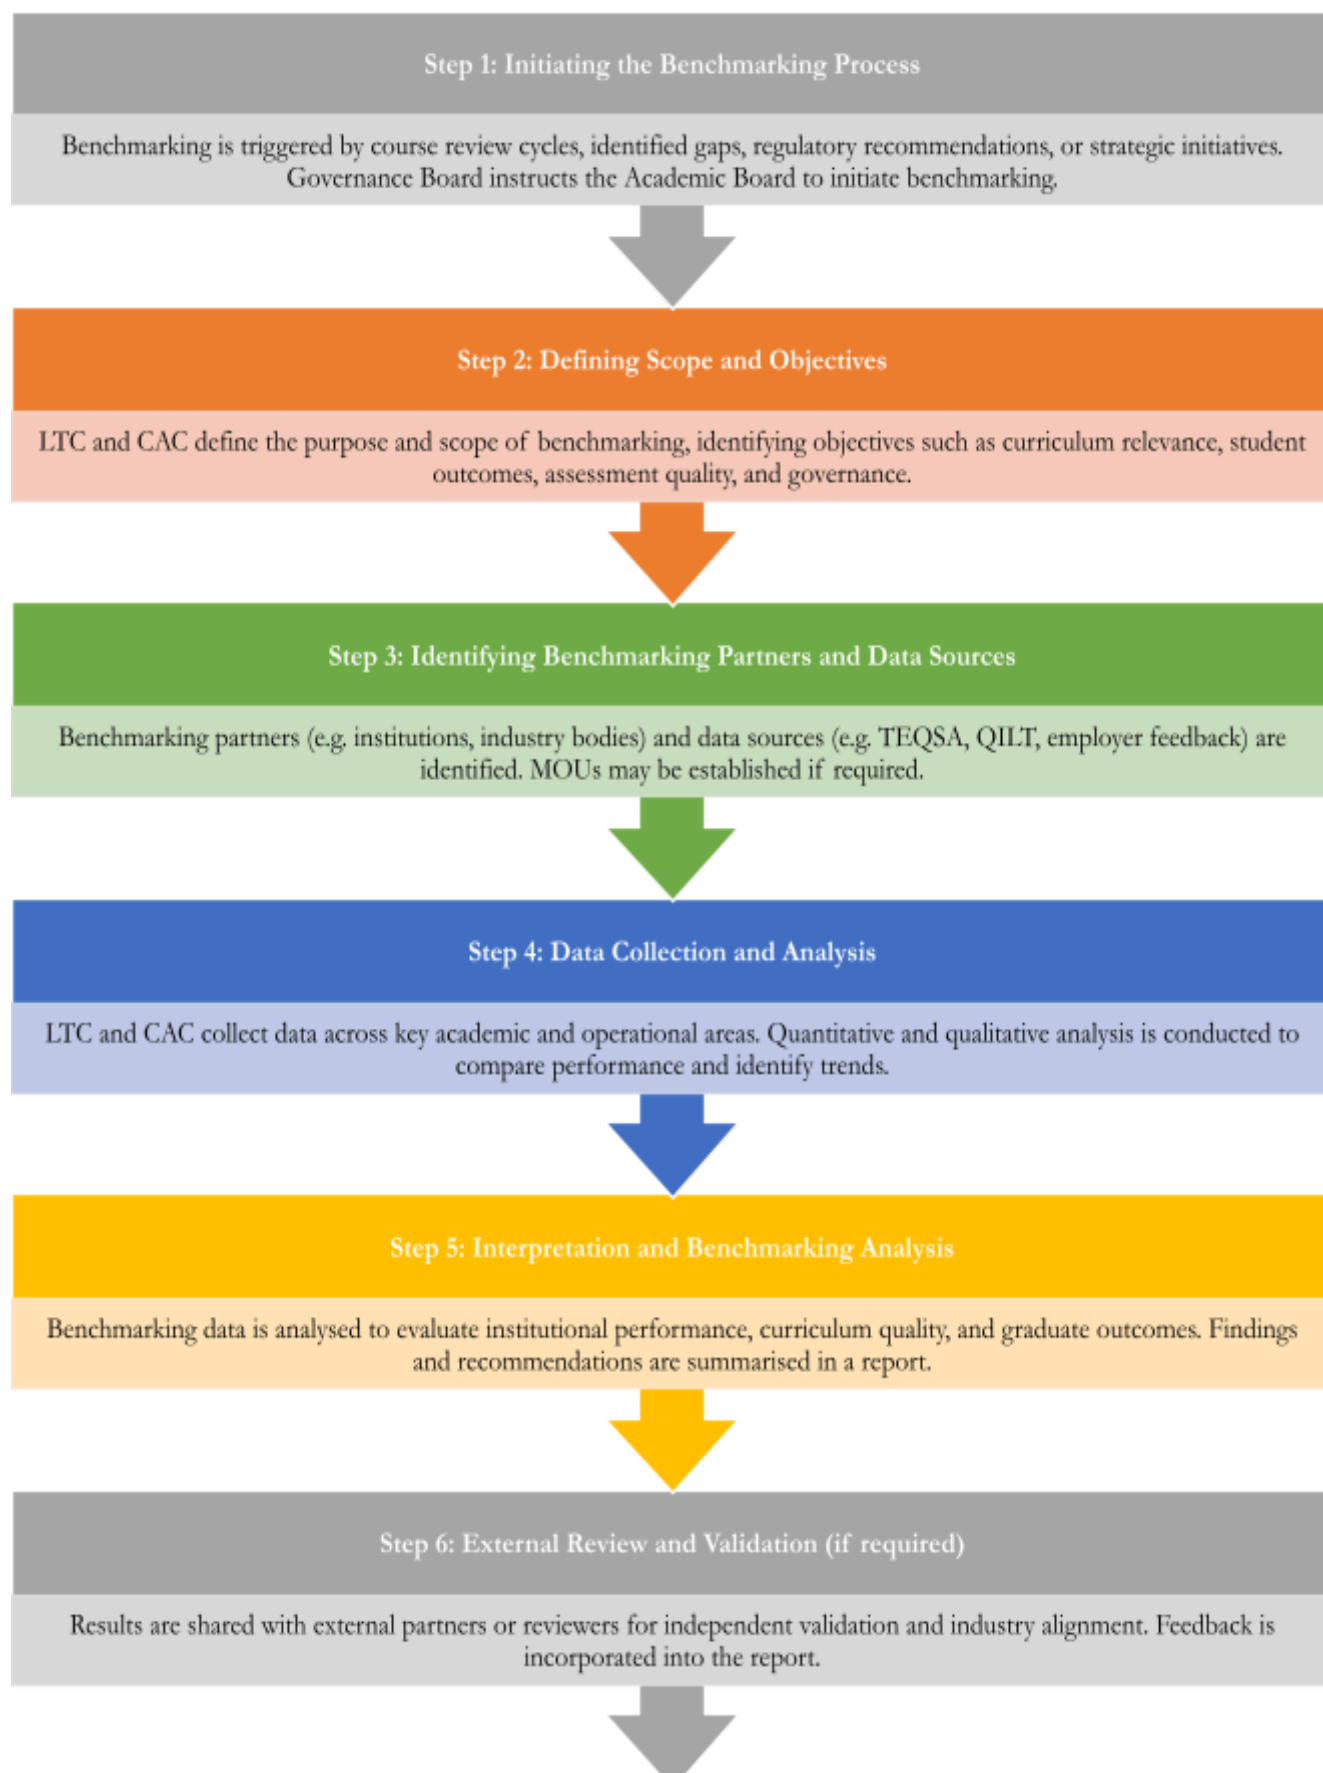 Step 1: Initiating the Benchmarking Process
Benchmarking is triggered by course review cycles, identified gaps, regulatory recommendations, or strategic initiatives.
Governance Board instructs the Academic Board to initiate benchmarking.
Step 2: Defining Scope and Objectives
LTC and CAC define the purpose and scope of benchmarking, identifying objectives such as curriculum relevance, student
outcomes, assessment quality, and governance.
Step 3: Identifying Benchmarking Partners and Data Sources
Benchmarking partners (e.g. institutions, industry bodies) and data sources (e.g. TEQSA, QILT, employer feedback) are
identified. MOUs may be established if required.
Step 4: Data Collection and Analysis
LTC and CAC collect data across key academic and operational areas. Quantitative and qualitative analysis is conducted to
compare performance and identify trends.
Step 5: Interpretation and Benchmarking Analysis
Benchmarking data is analysed to evaluate institutional performance, curriculum quality, and graduate outcomes. Findings
and recommendations are summarised in a report.
Step 6: External Review and Validation (if required)
Results are shared with external partners or reviewers for independent validation and industry alignment. Feedback is
incorporated into the report.